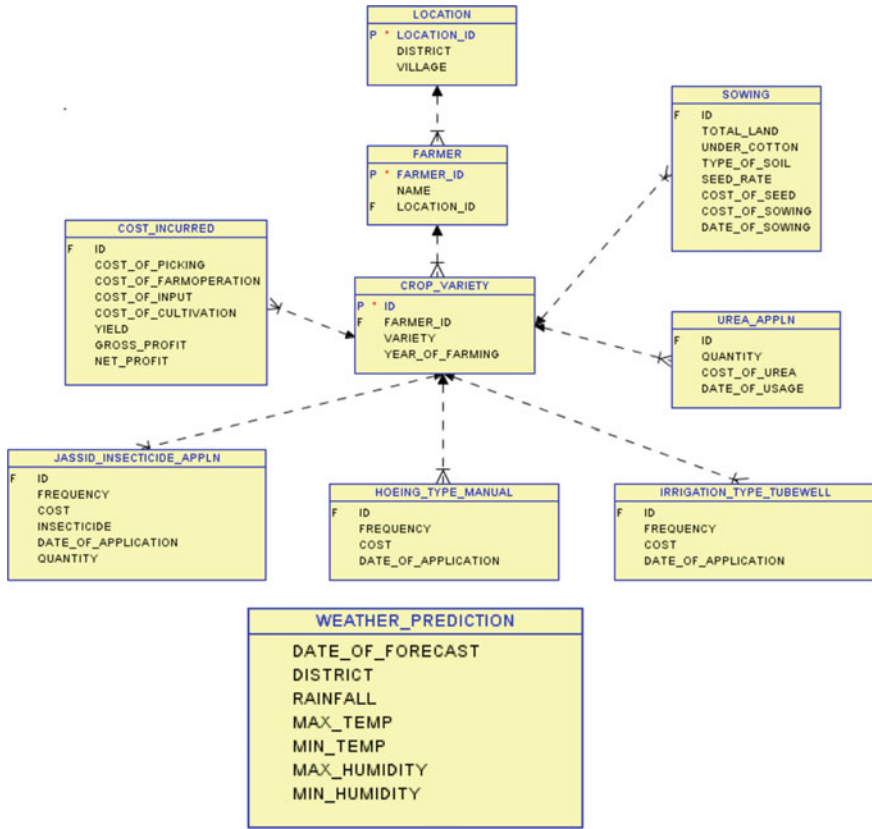 LOCATION
P * LOCATION_ID
DISTRICT
VILLAGE
SOWING
F ID
TOTAL_LAND
UNDER_COTTON
TYPE_OF_SOIL
SEED_RATE
COST_OF_SEED
COST_OF_SOWING
DATE_OF_SOWING
FARMER
P * FARMER_ID
NAME
F LOCATION_ID
COST_INCURRED
F ID
COST_OF_PICKING
COST_OF_FARMOPERATION
COST_OF_INPUT
COST_OF_CULTIVATION
YIELD
GROSS_PROFIT
NET_PROFIT
CROP_VARIETY
P * ID
F FARMER_ID
VARIETY
YEAR_OF_FARMING
UREA_APPLN
F ID
QUANTITY
COST_OF_UREA
DATE_OF_USAGE
JASSID_INSECTICIDE_APPLN
F ID
FREQUENCY
COST
INSECTICIDE
DATE_OF_APPLICATION
QUANTITY
HOEING_TYPE_MANUAL
F ID
FREQUENCY
COST
DATE_OF_APPLICATION
IRRIGATION_TYPE_TUBEWELL
F ID
FREQUENCY
COST
DATE_OF_APPLICATION
WEATHER_PREDICTION
DATE_OF_FORECAST
DISTRICT
RAINFALL
MAX_TEMP
MIN_TEMP
MAX_HUMIDITY
MIN_HUMIDITY